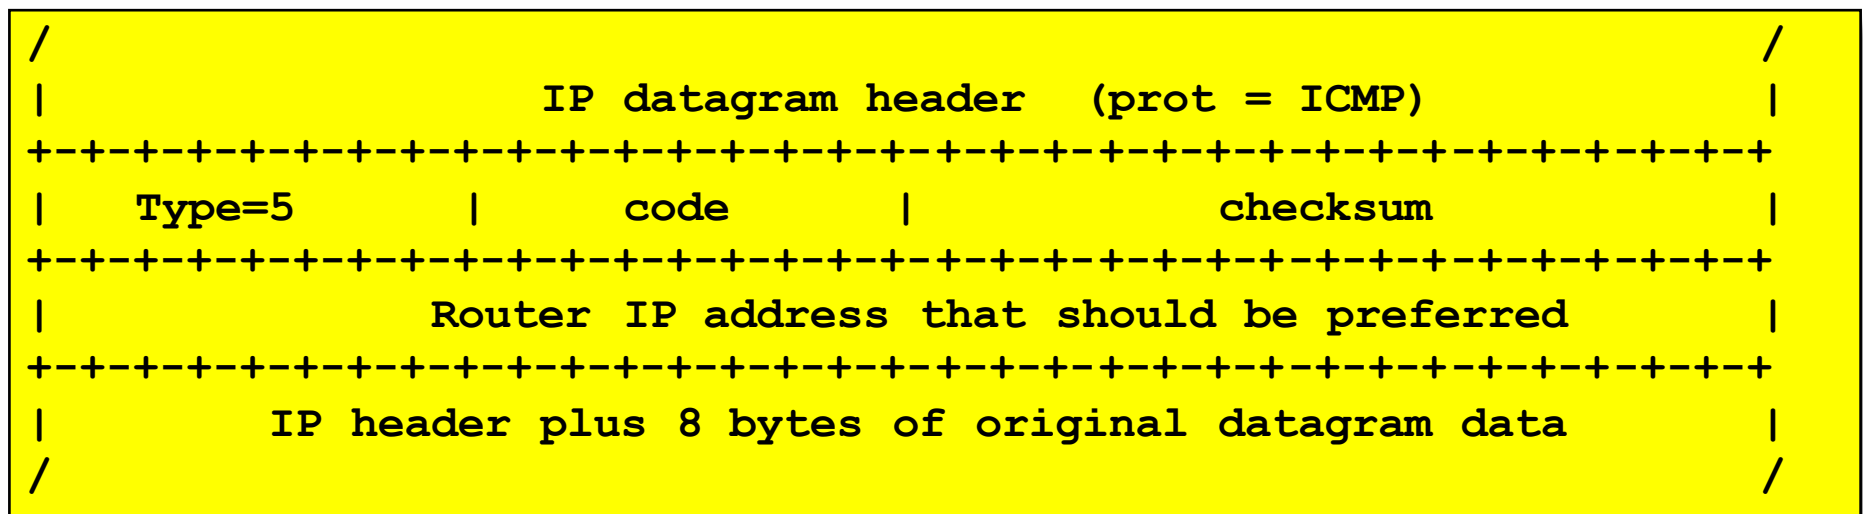 / /
| IP datagram header (prot = ICMP) |
+-+-+-+-+-+-+-+-+-+-+-+-+-+-+-+-+-+-+-+-+-+-+-+-+-+-+-+-+-+-+-+-+
| Type=5 | code | checksum |
+-+-+-+-+-+-+-+-+-+-+-+-+-+-+-+-+-+-+-+-+-+-+-+-+-+-+-+-+-+-+-+-+
| Router IP address that should be preferred |
+-+-+-+-+-+-+-+-+-+-+-+-+-+-+-+-+-+-+-+-+-+-+-+-+-+-+-+-+-+-+-+-+
| IP header plus 8 bytes of original datagram data |
/ /